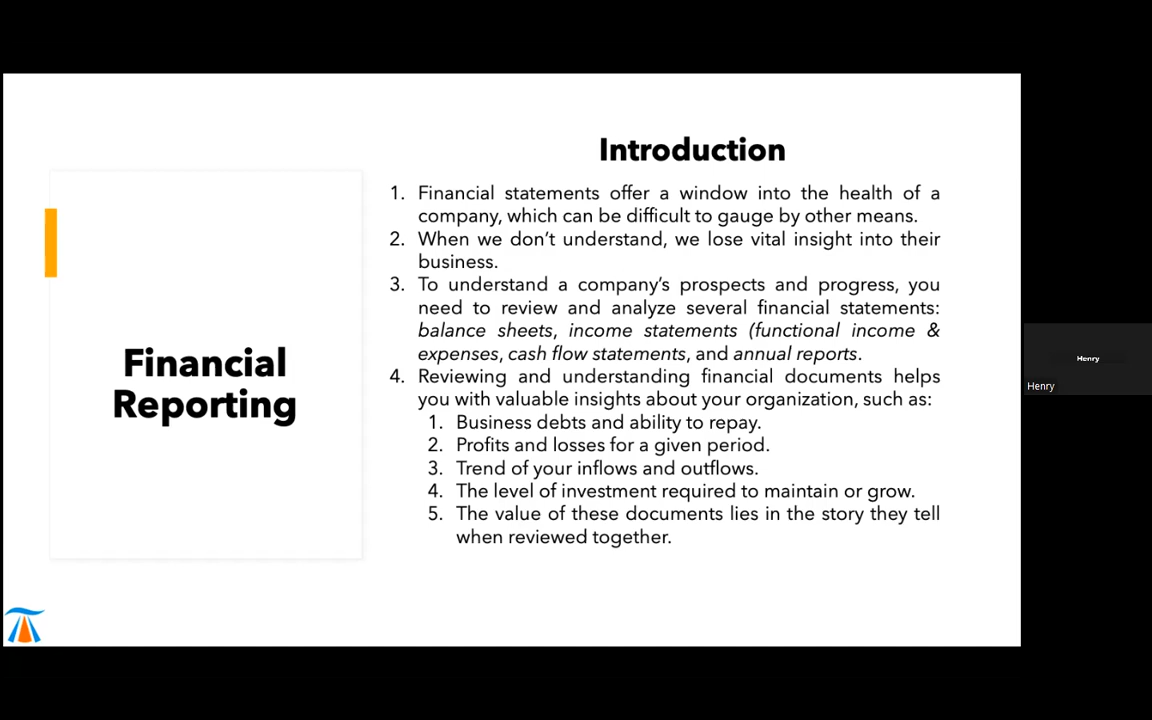 Introduction
1. Financial statements offer a window into the health of a
company, which can be difficult to gauge by other means.
2. When we don’t understand, we lose vital insight into their
business.
3. To understand a company’s prospects and progress, you
need to review and analyze several financial statements:
balance sheets, income statements (functional income &
expenses, cash flow statements, and annual reports.
4. Reviewing and understanding financial documents helps
you with valuable insights about your organization, such as:
1. Business debts and ability to repay.
2. Profits and losses for a given period.
3. Trend of your inflows and outflows.
4. The level of investment required to maintain or grow.
5. The value of these documents lies in the story they tell
when reviewed together.
Financial
Reporting
Henry
Henry